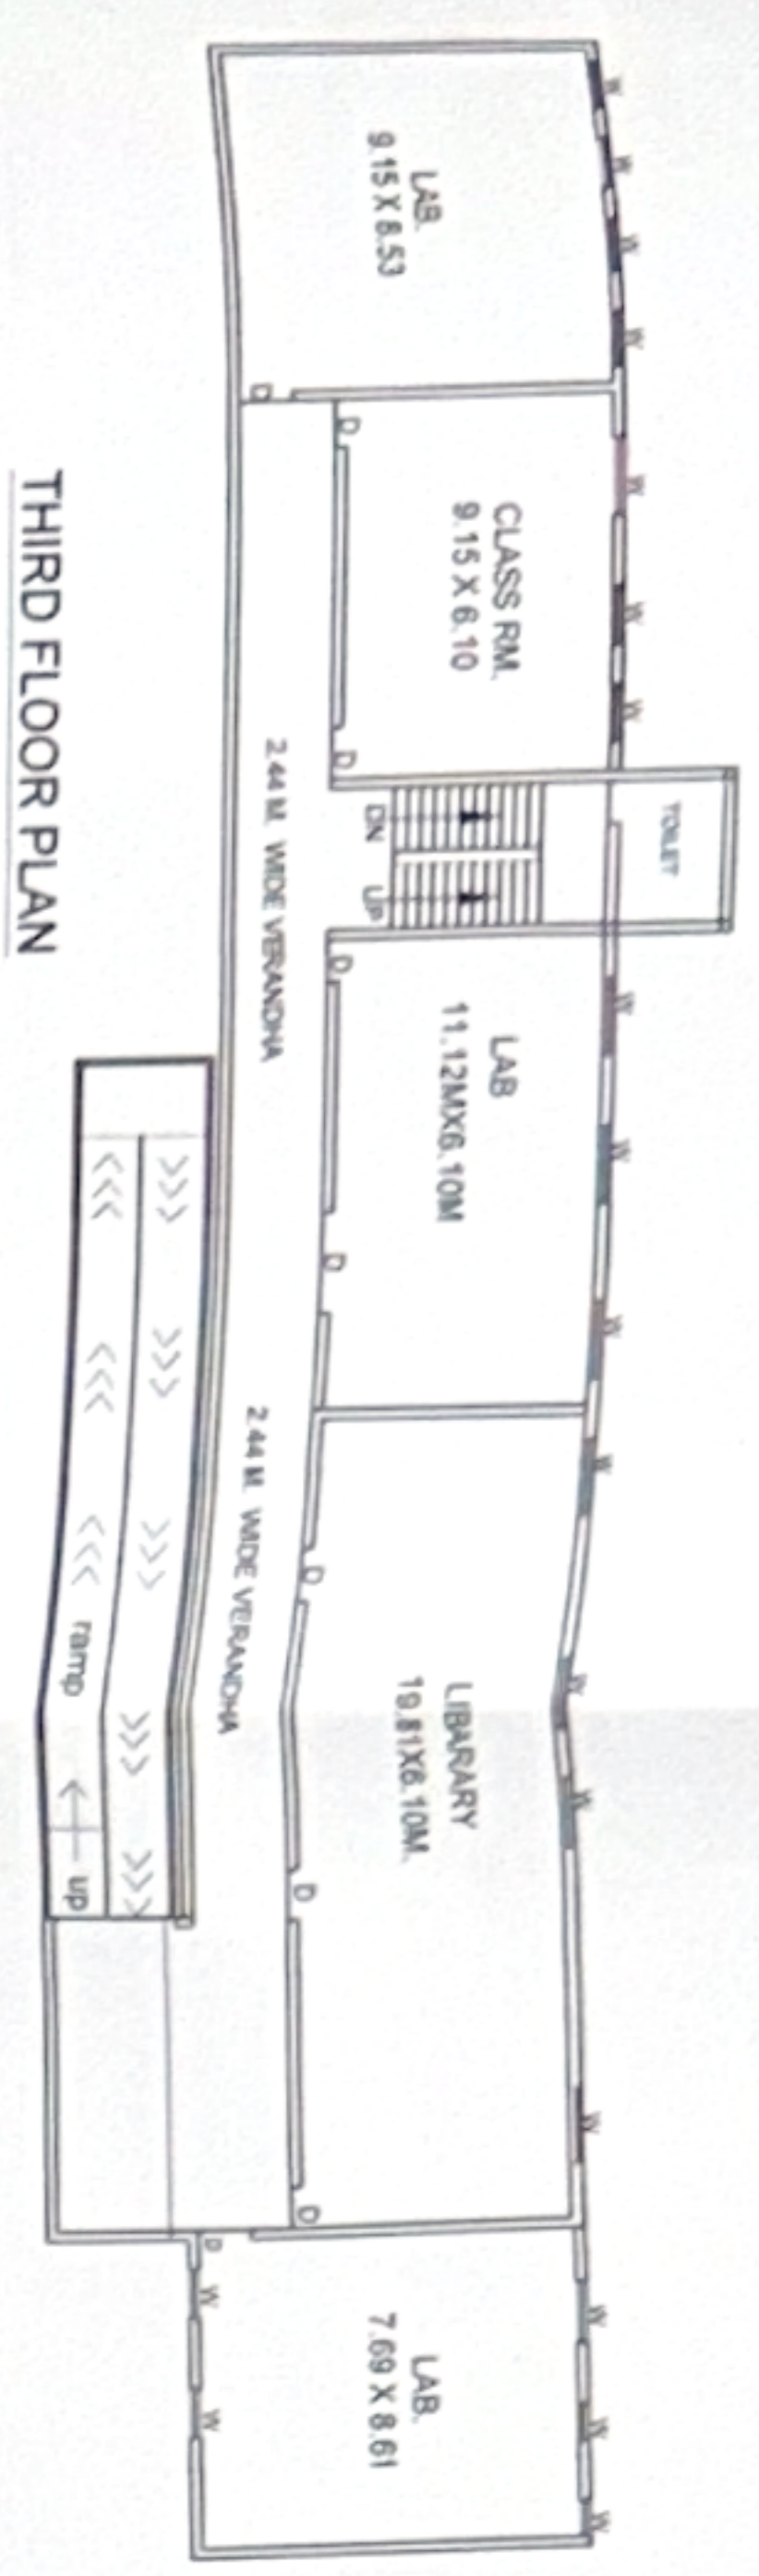 LAB.
9.15 X 8.53
W
W
W
W
D
D
CLASS RM.
9.15 X 6.10
W
W
W
D
TOILET
DN
UP
2.44 M. WIDE VERANDHA
D
LAB
11.12MX6.10M
W
W
W
D
2.44 M. WIDE VERANDHA
W
D
LIBARARY
19.81X6.10M.
W
W
D
W
D
ramp
up
D
W
W
LAB.
7.69 X 8.61
W
W
W
THIRD FLOOR PLAN